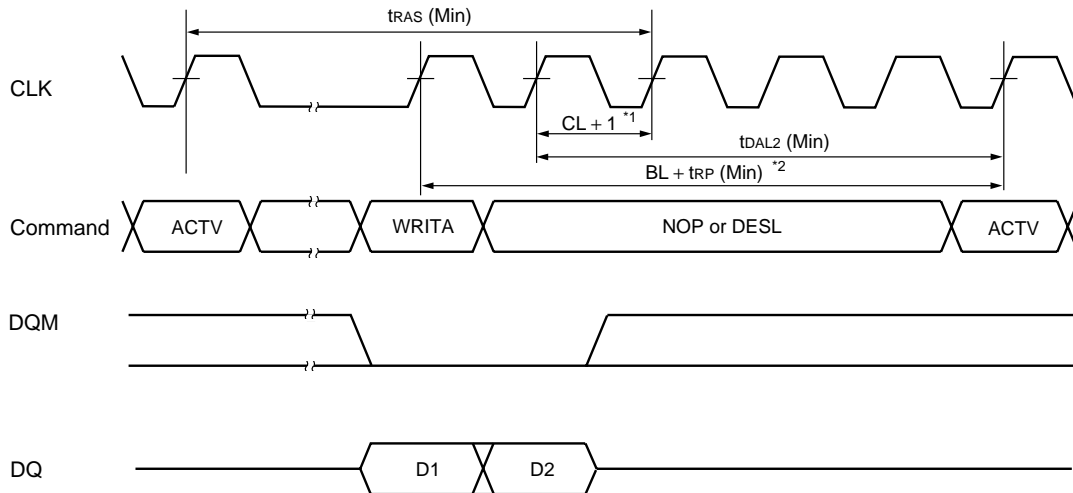 tRAS (Min)
CLK
CL + 1 *1
tDAL2 (Min)
BL + tRP (Min) *2
Command
ACTV
WRITA
NOP or DESL
ACTV
DQM
DQ
D1
D2